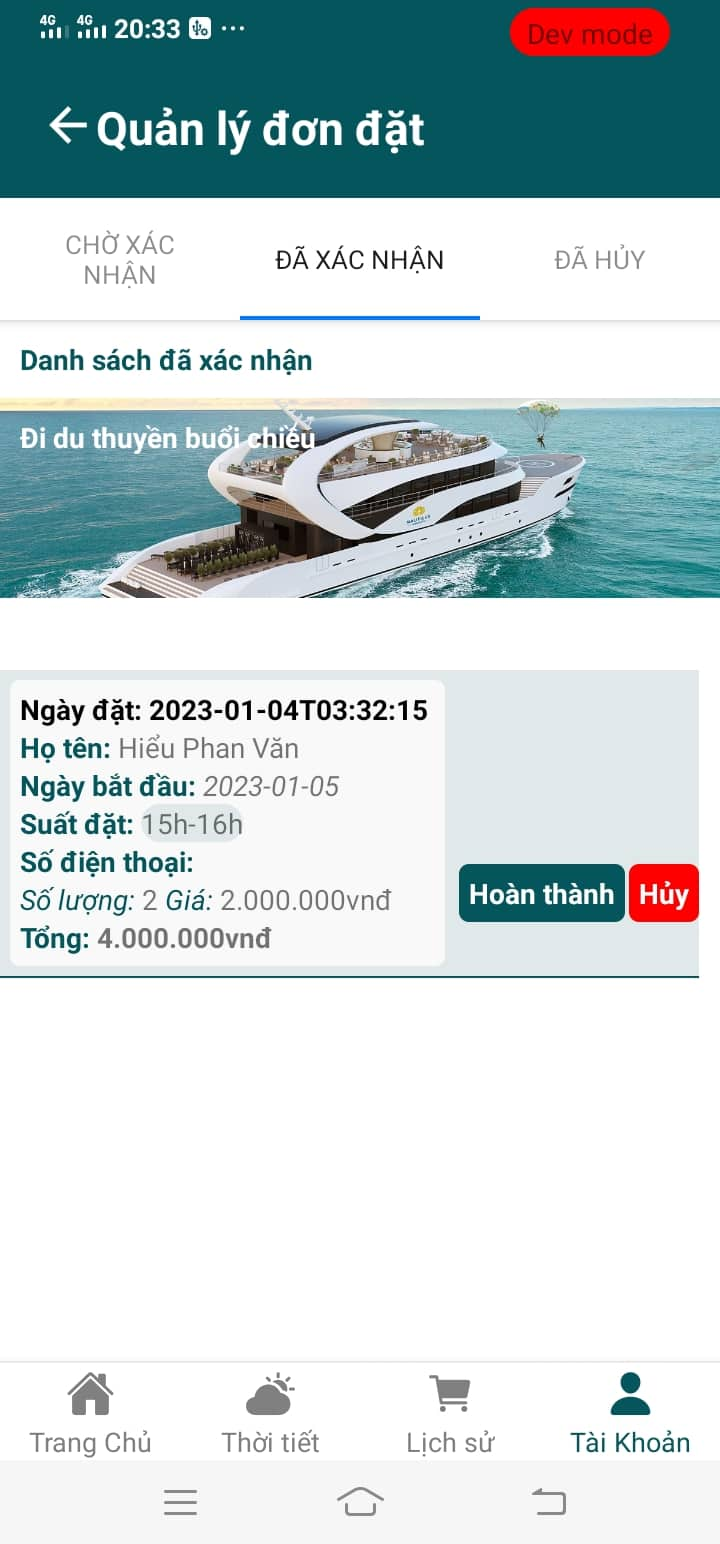 4G 4G 20:33 ...
Dev mode
Quản lý đơn đặt
CHỜ XÁC
NHẬN
ĐÃ XÁC NHẬN
ĐÃ HỦY
Danh sách đã xác nhận
Đi du thuyền buổi chiều
Ngày đặt: 2023-01-04T03:32:15
Họ tên: Hiểu Phan Văn
Ngày bắt đầu: 2023-01-05
Suất đặt: 15h-16h
Số điện thoại:
Số lượng: 2 Giá: 2.000.000vnđ
Tổng: 4.000.000vnđ
Hoàn thành
Hủy
Trang Chủ
Thời tiết
Lịch sử
Tài Khoản